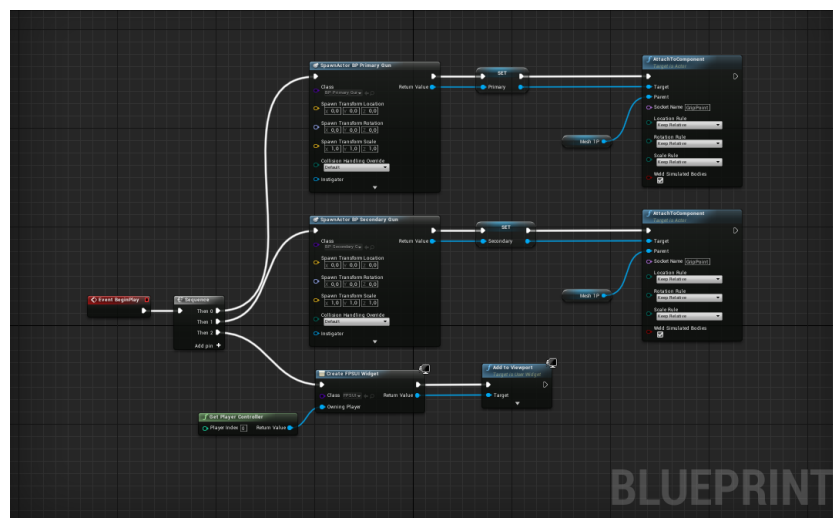 SpawnActor BP Primary Gun
Class
Return Value
Spawn Transform Location
X 0,0 Y 0,0 Z 0,0
Spawn Transform Rotation
X 0,0 Y 0,0 Z 0,0
Spawn Transform Scale
X 1,0 Y 1,0 Z 1,0
Collision Handling Override
Default
Instigator
SET
Primary
Mesh 1P
AttachToComponent
Target is Actor
Target
Parent
Socket Name GripPoint
Location Rule
Keep Relative
Rotation Rule
Keep Relative
Scale Rule
Keep Relative
Weld Simulated Bodies
SpawnActor BP Secondary Gun
Class
Return Value
Spawn Transform Location
X 0,0 Y 0,0 Z 0,0
Spawn Transform Rotation
X 0,0 Y 0,0 Z 0,0
Spawn Transform Scale
X 1,0 Y 1,0 Z 1,0
Collision Handling Override
Default
Instigator
SET
Secondary
Mesh 1P
AttachToComponent
Target is Actor
Target
Parent
Socket Name GripPoint
Location Rule
Keep Relative
Rotation Rule
Keep Relative
Scale Rule
Keep Relative
Weld Simulated Bodies
Event BeginPlay
Sequence
Then 0
Then 1
Then 2
Add pin +
Create FPSUI Widget
Class FPSUI
Return Value
Owning Player
Add to Viewport
Target is User Widget
Target
Get Player Controller
Player Index 0
Return Value
BLUEPRINT